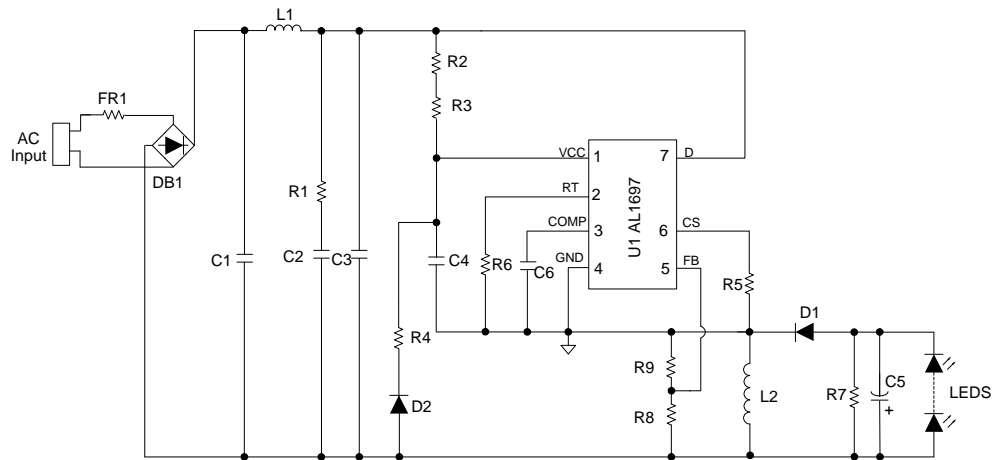 L1
R2
FR1
R3
AC
Input
VCC
1
7
D
DB1
R1
RT
2
U1 AL1697
COMP
3
6
CS
C1
C2
C3
C4
R6
C6
GND
4
5
FB
R5
D1
R4
R9
L2
R7
C5
+
LEDS
D2
R8